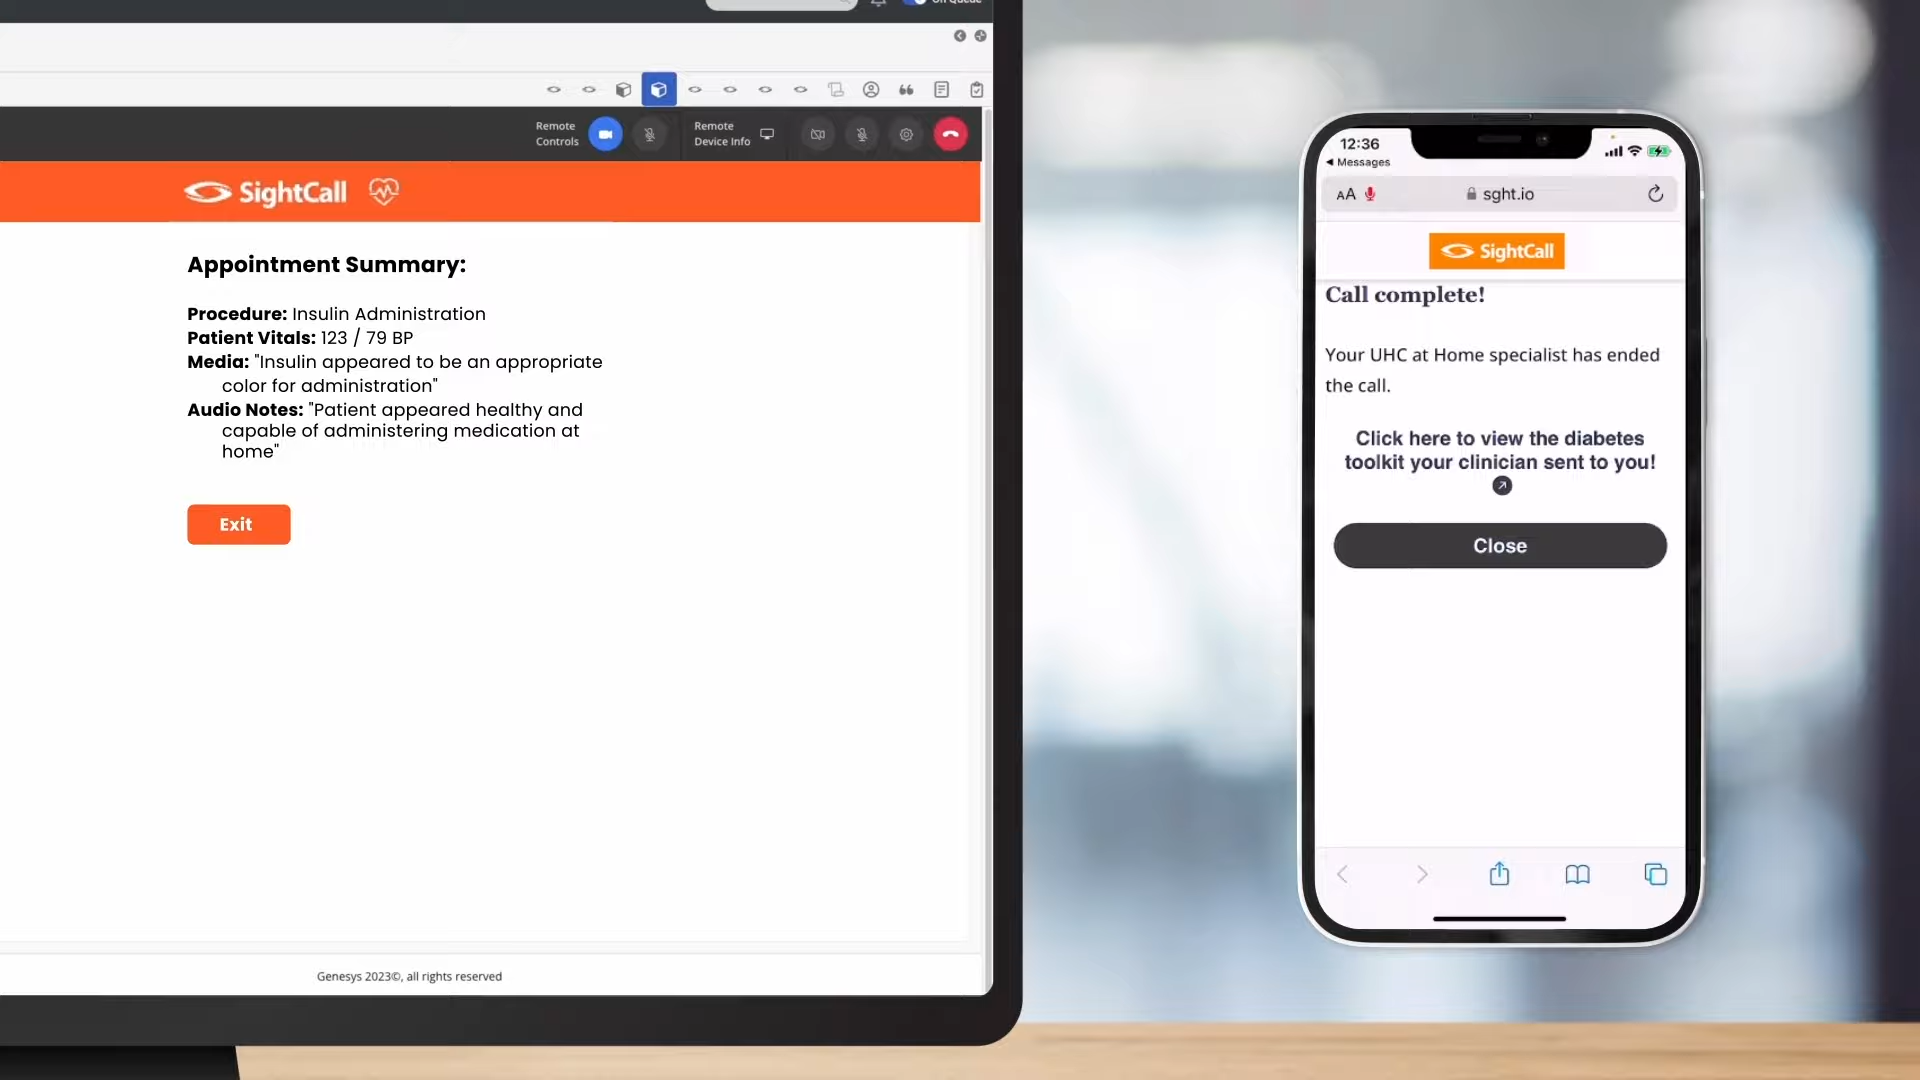 On Queue
Remote
Controls
Remote
Device Info
SightCall
Appointment Summary:
Procedure: Insulin Administration
Patient Vitals: 123 / 79 BP
Media: "Insulin appeared to be an appropriate
color for administration"
Audio Notes: "Patient appeared healthy and
capable of administering medication at
home"
Exit
Genesys 2023©, all rights reserved
12:36
Messages
AA
sght.io
SightCall
Call complete!
Your UHC at Home specialist has ended
the call.
Click here to view the diabetes
toolkit your clinician sent to you!
Close